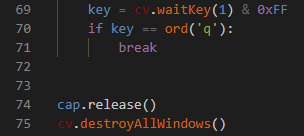 69 key = cv.waitKey(1) & 0xFF
70 if key == ord('q'):
71 break
72
73
74 cap.release()
75 cv.destroyAllWindows()